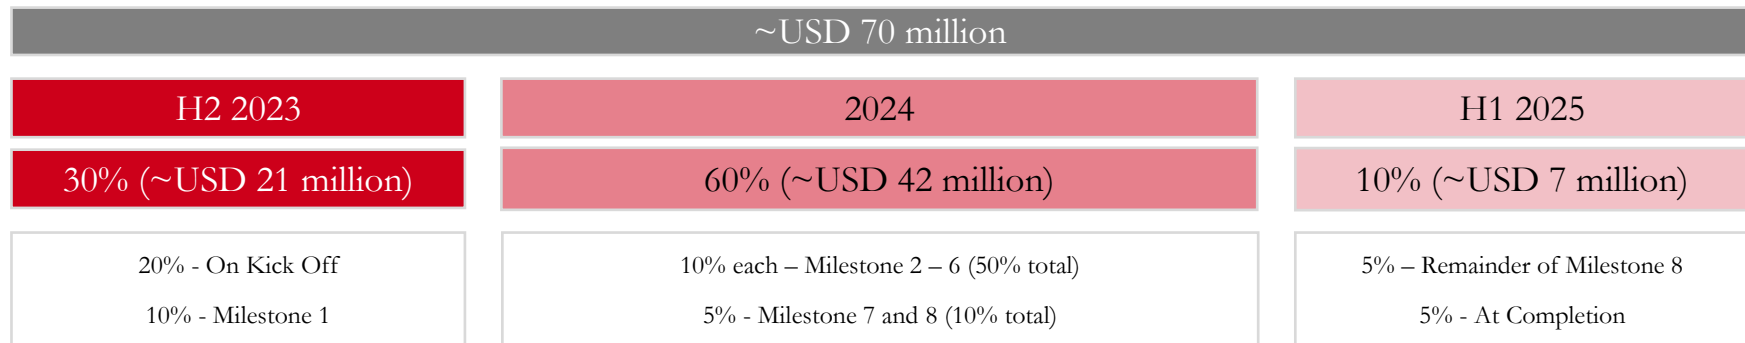 ~USD 70 million
H2 2023
2024
H1 2025
30% (~USD 21 million)
60% (~USD 42 million)
10% (~USD 7 million)
20% - On Kick Off
10% - Milestone 1
10% each – Milestone 2 – 6 (50% total)
5% - Milestone 7 and 8 (10% total)
5% – Remainder of Milestone 8
5% - At Completion